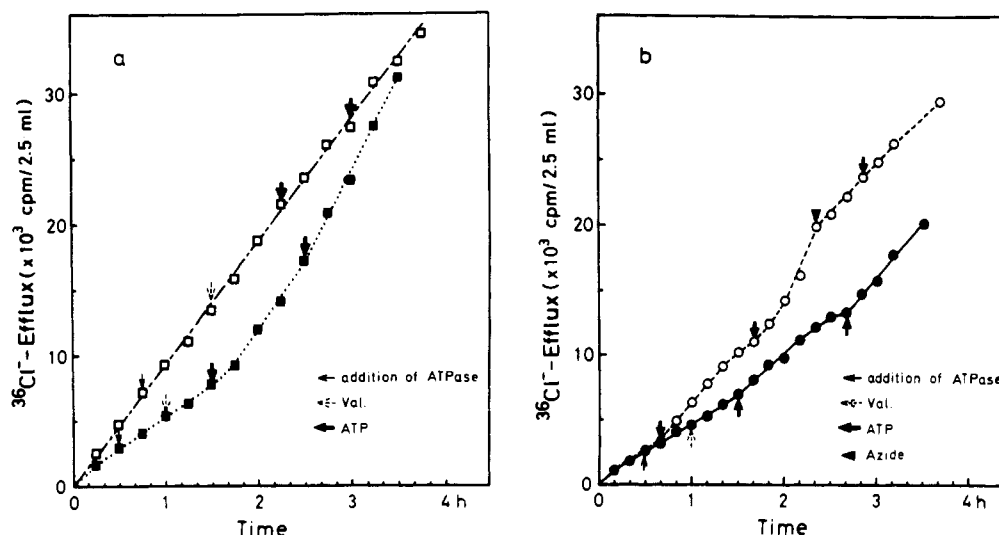 a
³⁶Cl⁻-Efflux (x10³ cpm/2.5 ml)
30
20
10
0
0
1
2
3
4 h
Time
addition of ATPase
Val.
ATP
b
³⁶Cl⁻-Efflux (x10³ cpm/2.5 ml)
30
20
10
0
0
1
2
3
4 h
Time
addition of ATPase
Val.
ATP
Azide